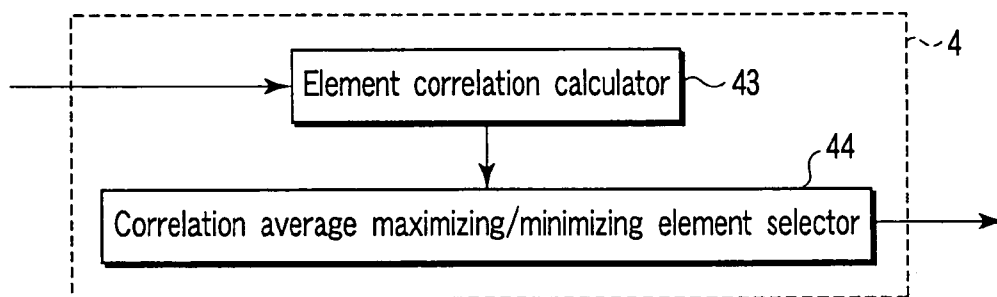 4
Element correlation calculator
43
44
Correlation average maximizing/minimizing element selector